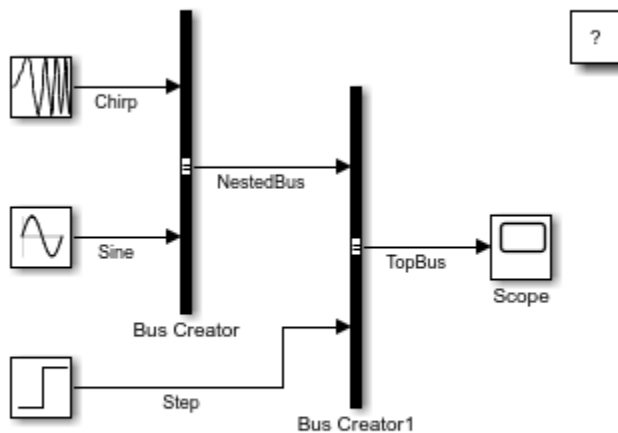 ?
Chirp
NestedBus
Sine
TopBus
Scope
Bus Creator
Step
Bus Creator1